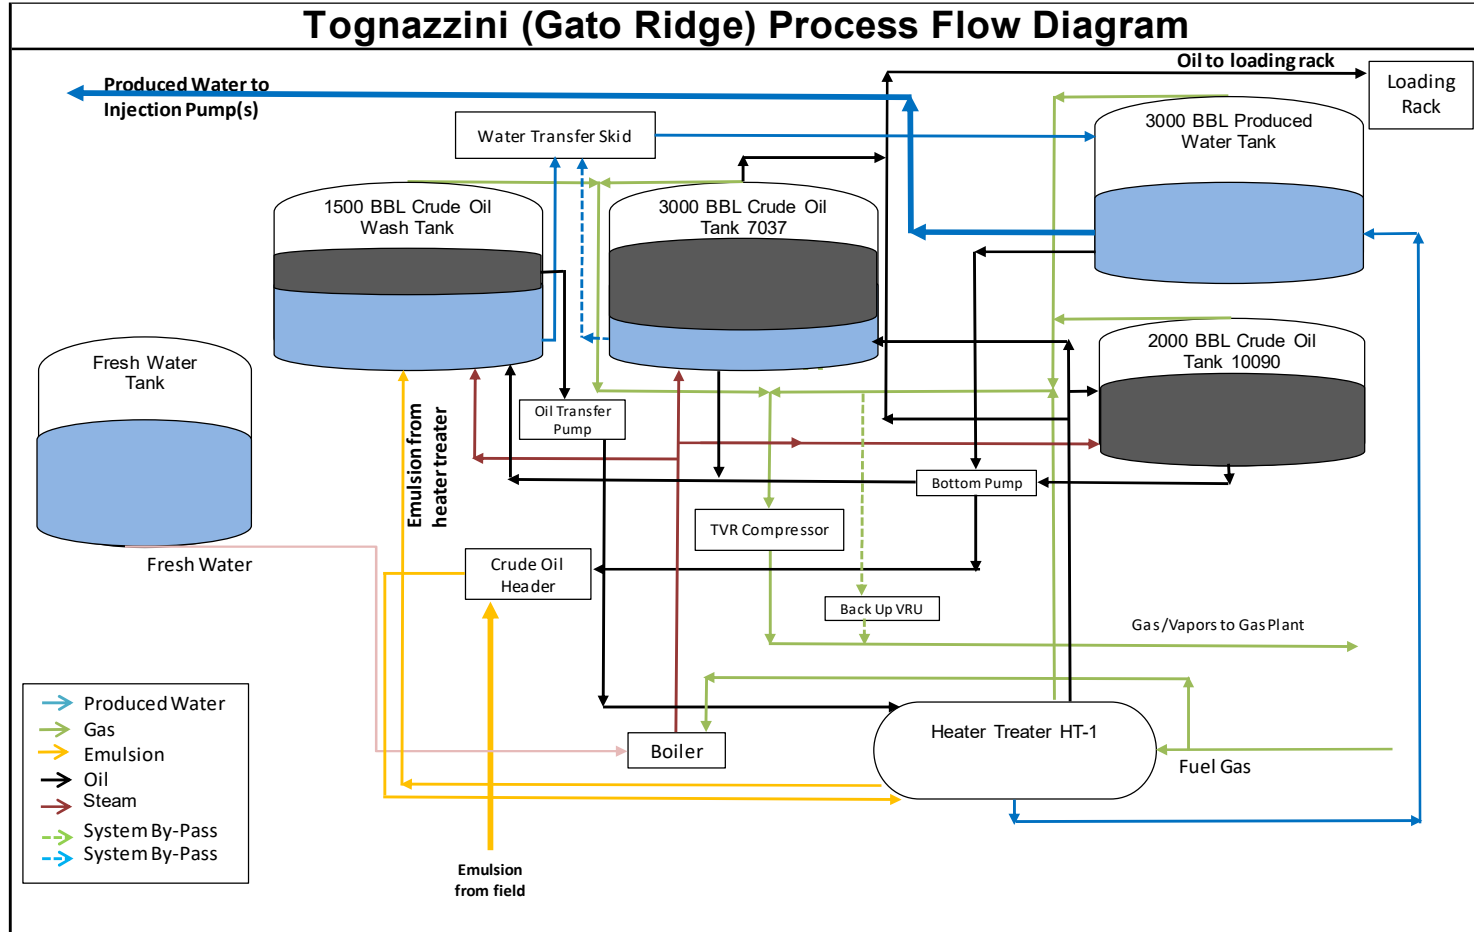 Tognazzini (Gato Ridge) Process Flow Diagram
Oil to loading rack
Produced Water to
Injection Pump(s)
Loading
Rack
Water Transfer Skid
3000 BBL Produced
Water Tank
1500 BBL Crude Oil
Wash Tank
3000 BBL Crude Oil
Tank 7037
2000 BBL Crude Oil
Tank 10090
Fresh Water
Tank
Oil Transfer
Pump
Emulsion from
heater treater
Bottom Pump
TVR Compressor
Fresh Water
Crude Oil
Header
Back Up VRU
Gas/Vapors to Gas Plant
Produced Water
Gas
Emulsion
Oil
Steam
System By-Pass
System By-Pass
Boiler
Heater Treater HT-1
Fuel Gas
Emulsion
from field